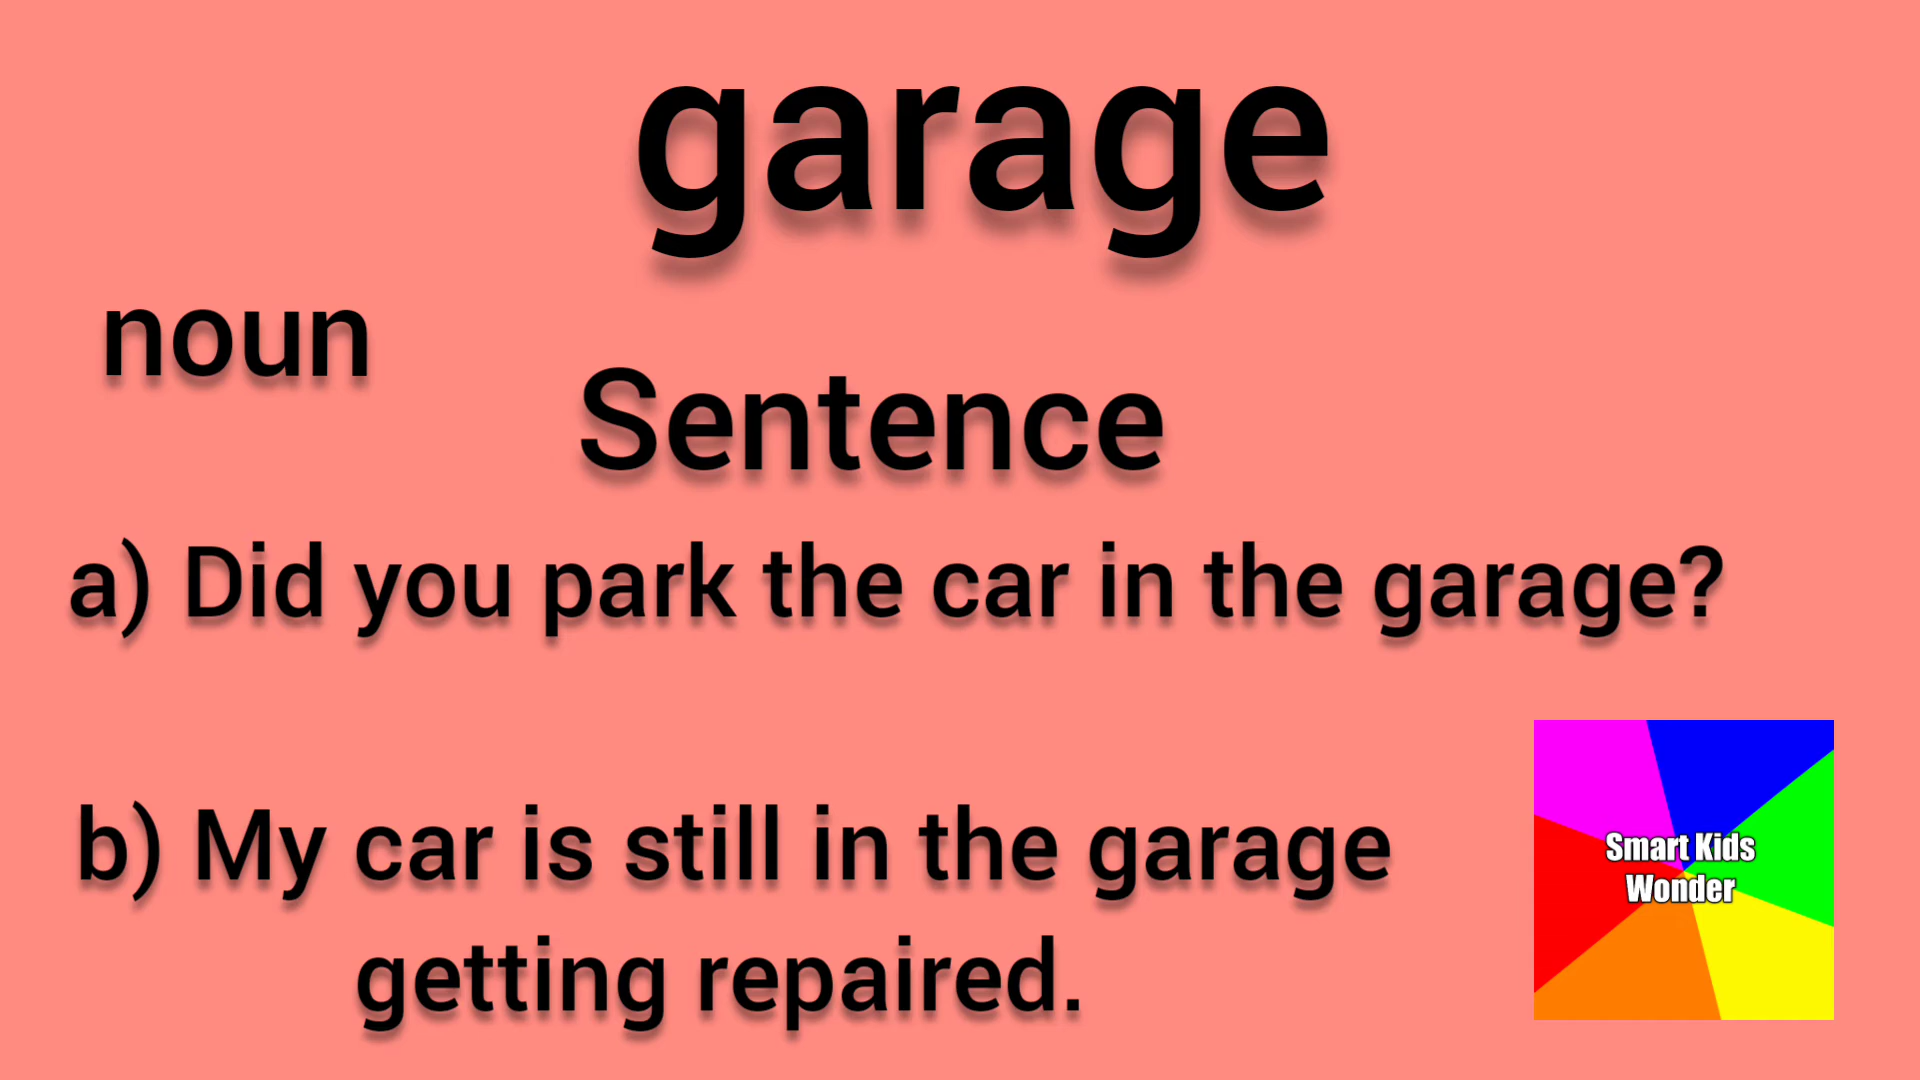 garage
noun
Sentence
a) Did you park the car in the garage?
b) My car is still in the garage
getting repaired.
Smart Kids
Wonder